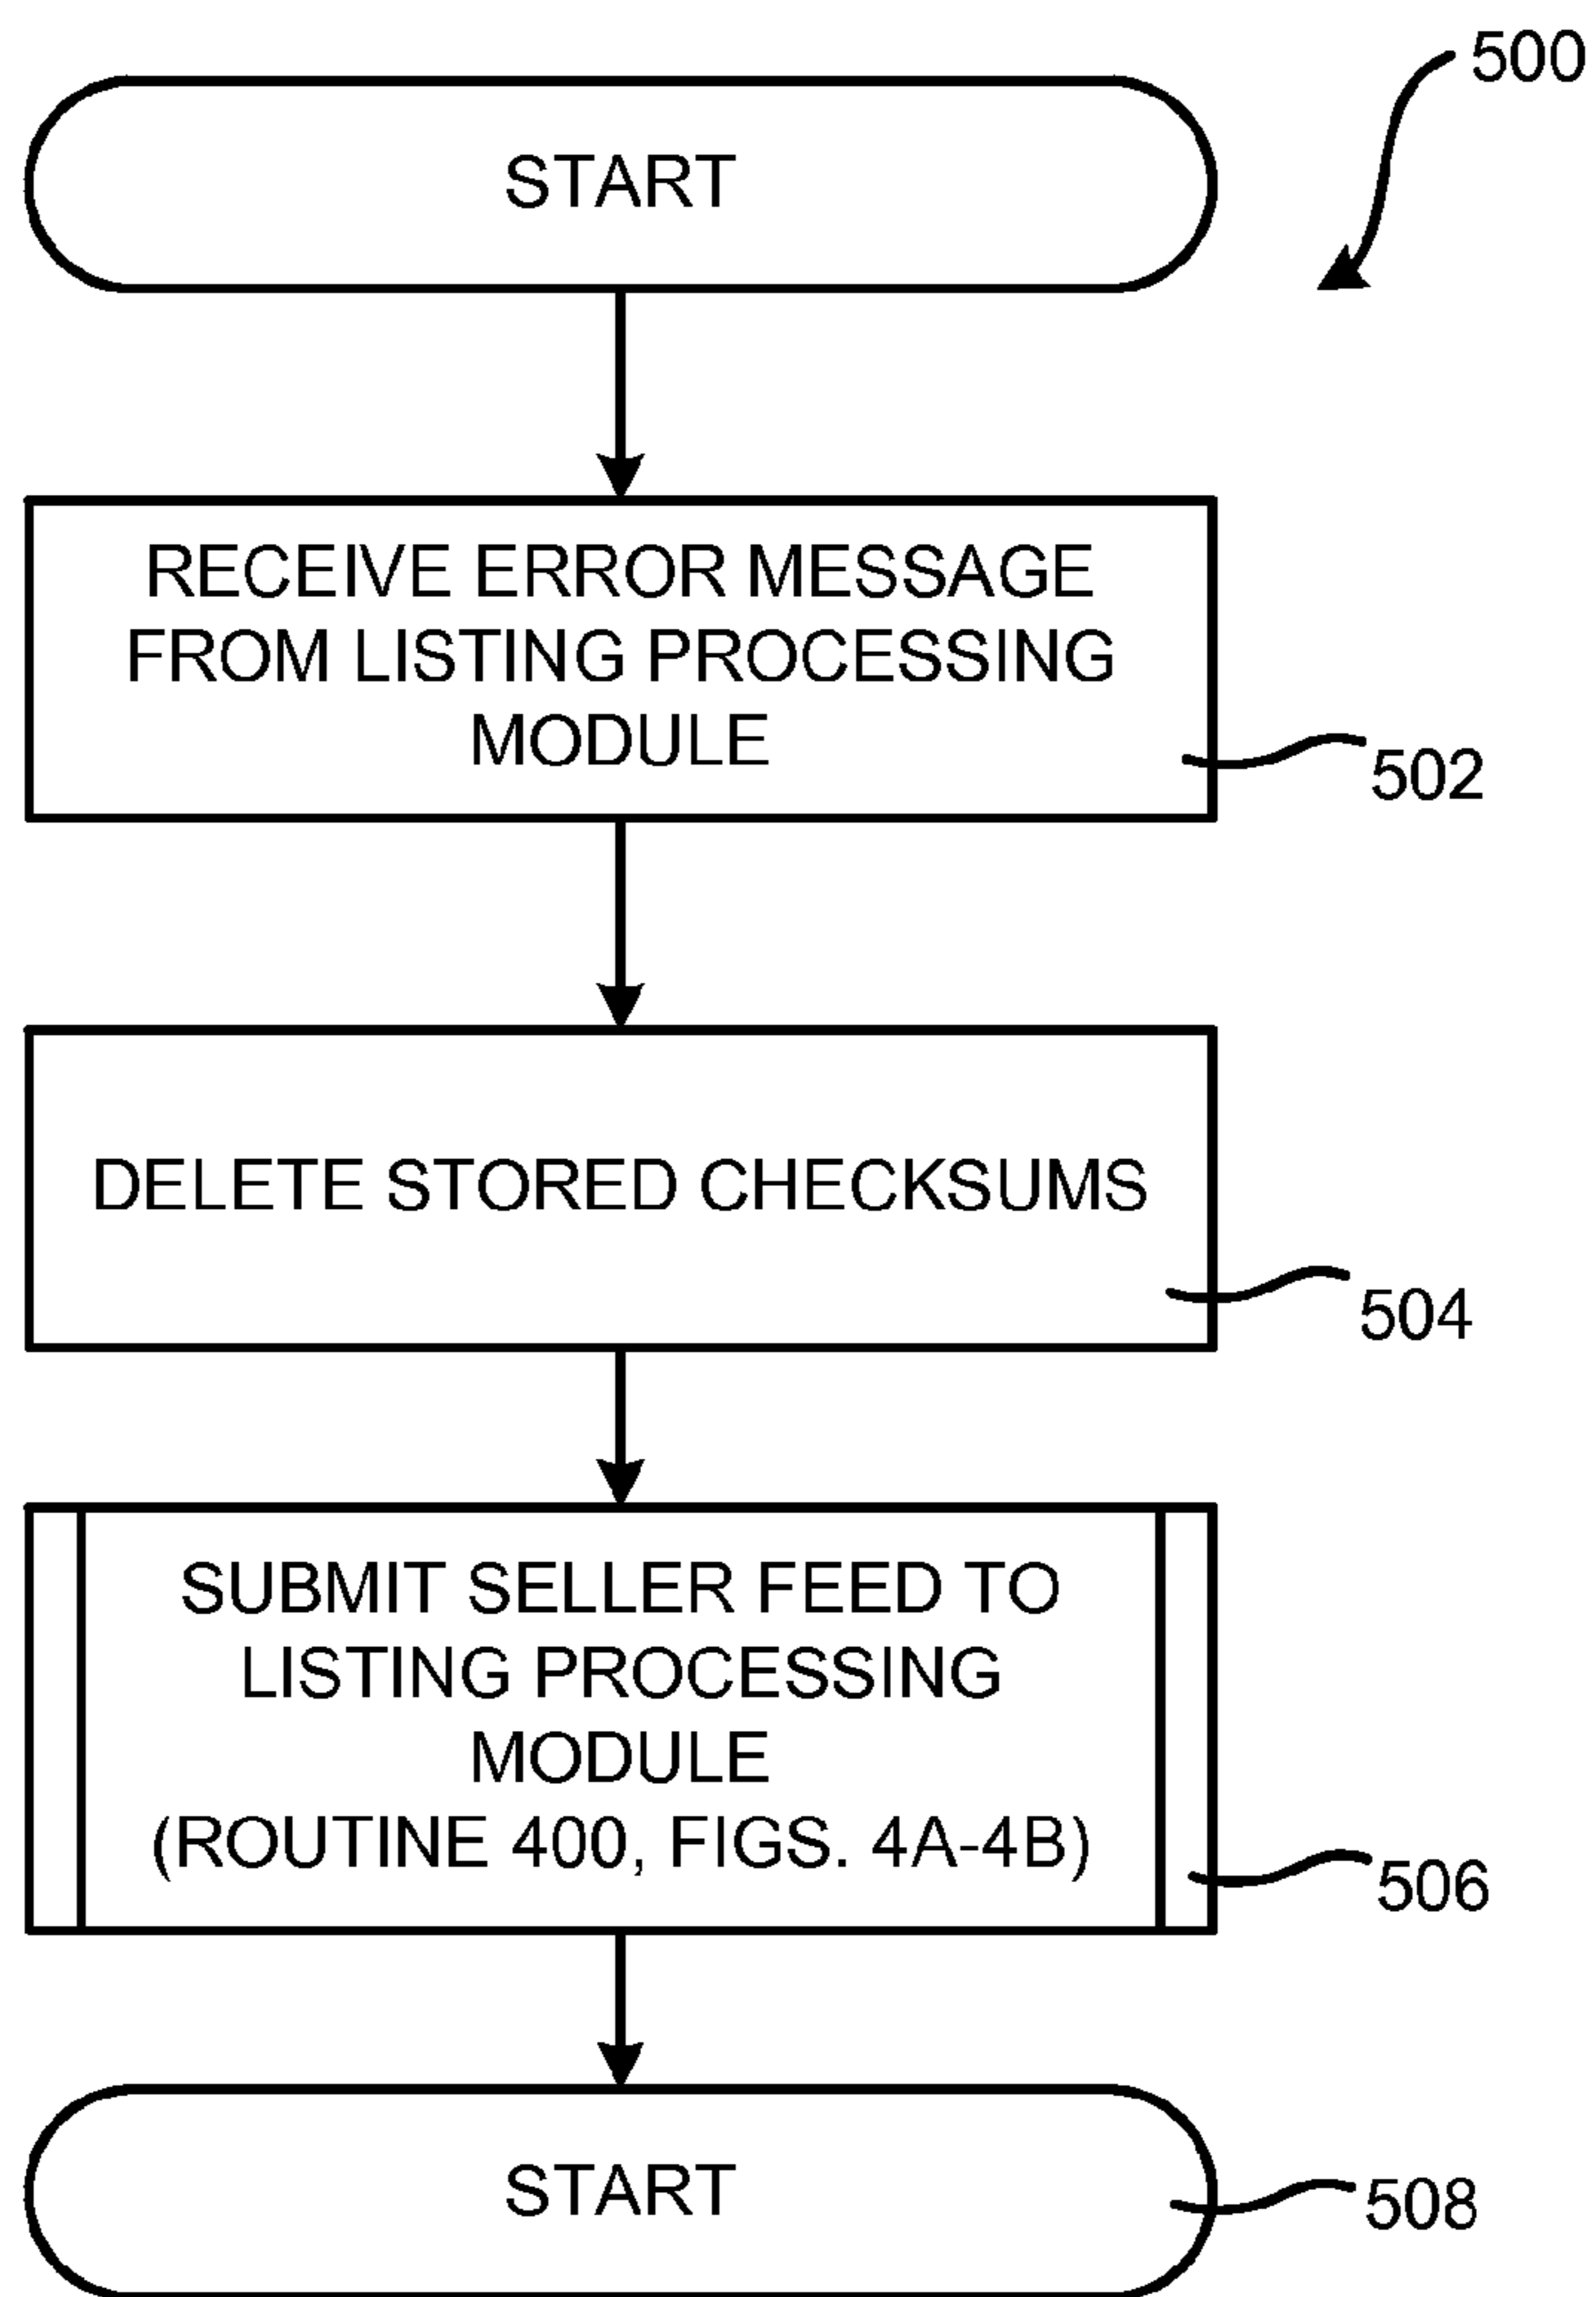 500
START
RECEIVE ERROR MESSAGE
FROM LISTING PROCESSING
MODULE
502
DELETE STORED CHECKSUMS
504
SUBMIT SELLER FEED TO
LISTING PROCESSING
MODULE
(ROUTINE 400, FIGS. 4A-4B)
506
START
508